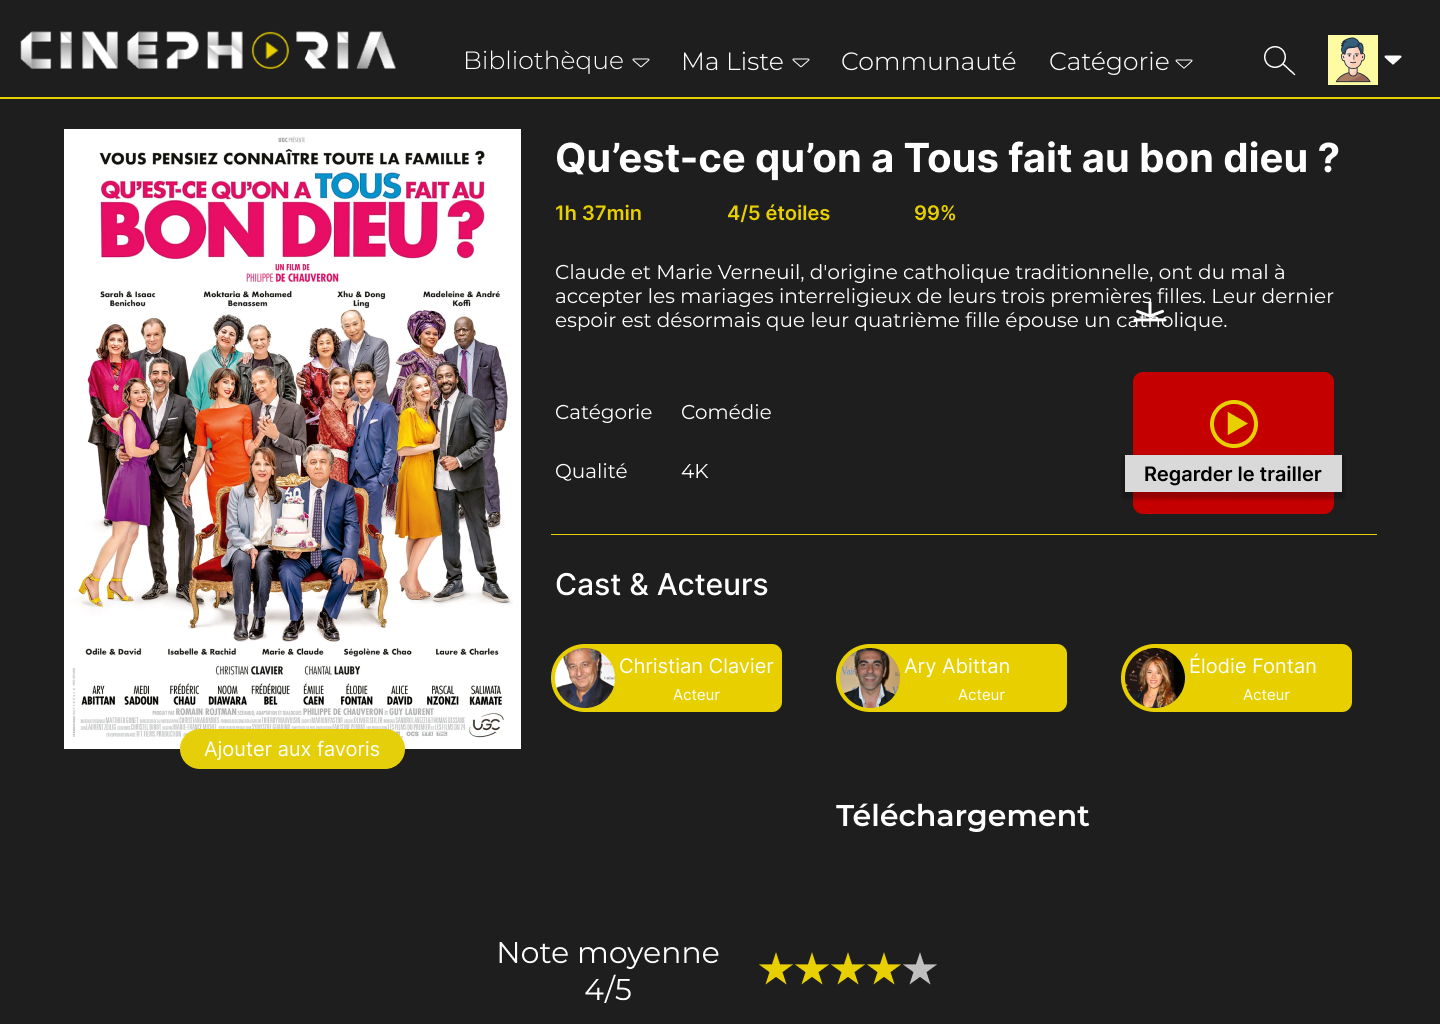 CINEPHORIA
Bibliothèque
Ma Liste
Communauté
Catégorie
VOUS PENSIEZ CONNAÎTRE TOUTE LA FAMILLE ?
QU'EST-CE QU'ON A TOUS FAIT AU
BON DIEU ?
UN FILM DE
PHILIPPE DE CHAUVERON
Sarah & Isaac Benichou
Moktaria & Mohamed Benassem
Xhu & Dong Ling
Madeleine & André Koffi
Odile & David
Isabelle & Rachid
Marie & Claude
Ségolène & Chao
Laure & Charles
CHRISTIAN CLAVIER
CHANTAL LAUBY
ARY ABITTAN
MEDI SADOUN
FRÉDÉRIC CHAU
NOOM DIAWARA
FRÉDÉRIQUE BEL
ÉMILIE CAEN
ÉLODIE FONTAN
ALICE DAVID
PASCAL NZONZI
SALIMATA KAMATE
UGC
Ajouter aux favoris
Qu’est-ce qu’on a Tous fait au bon dieu ?
1h 37min
4/5 étoiles
99%
Claude et Marie Verneuil, d'origine catholique traditionnelle, ont du mal à
accepter les mariages interreligieux de leurs trois premières filles. Leur dernier
espoir est désormais que leur quatrième fille épouse un catholique.
Catégorie
Comédie
Qualité
4K
Regarder le trailler
Cast & Acteurs
Christian Clavier
Acteur
Ary Abittan
Acteur
Élodie Fontan
Acteur
Téléchargement
Note moyenne
4/5